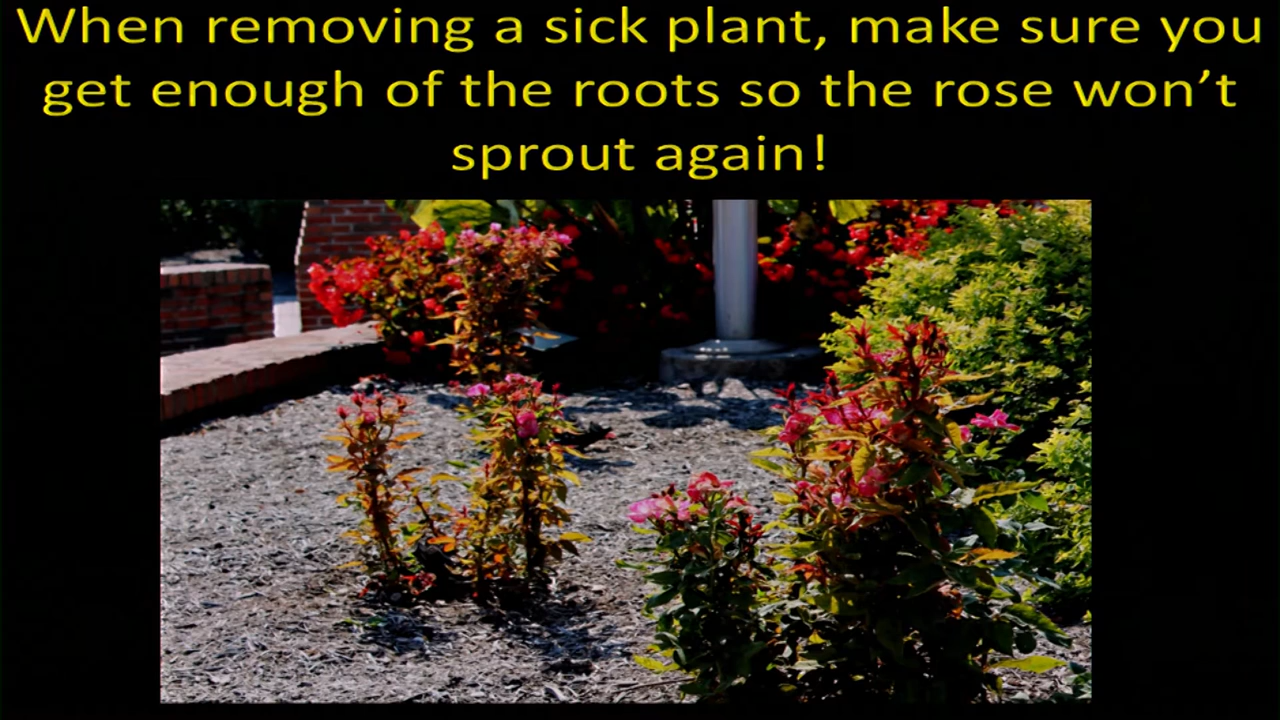 When removing a sick plant, make sure you
get enough of the roots so the rose won’t
sprout again!